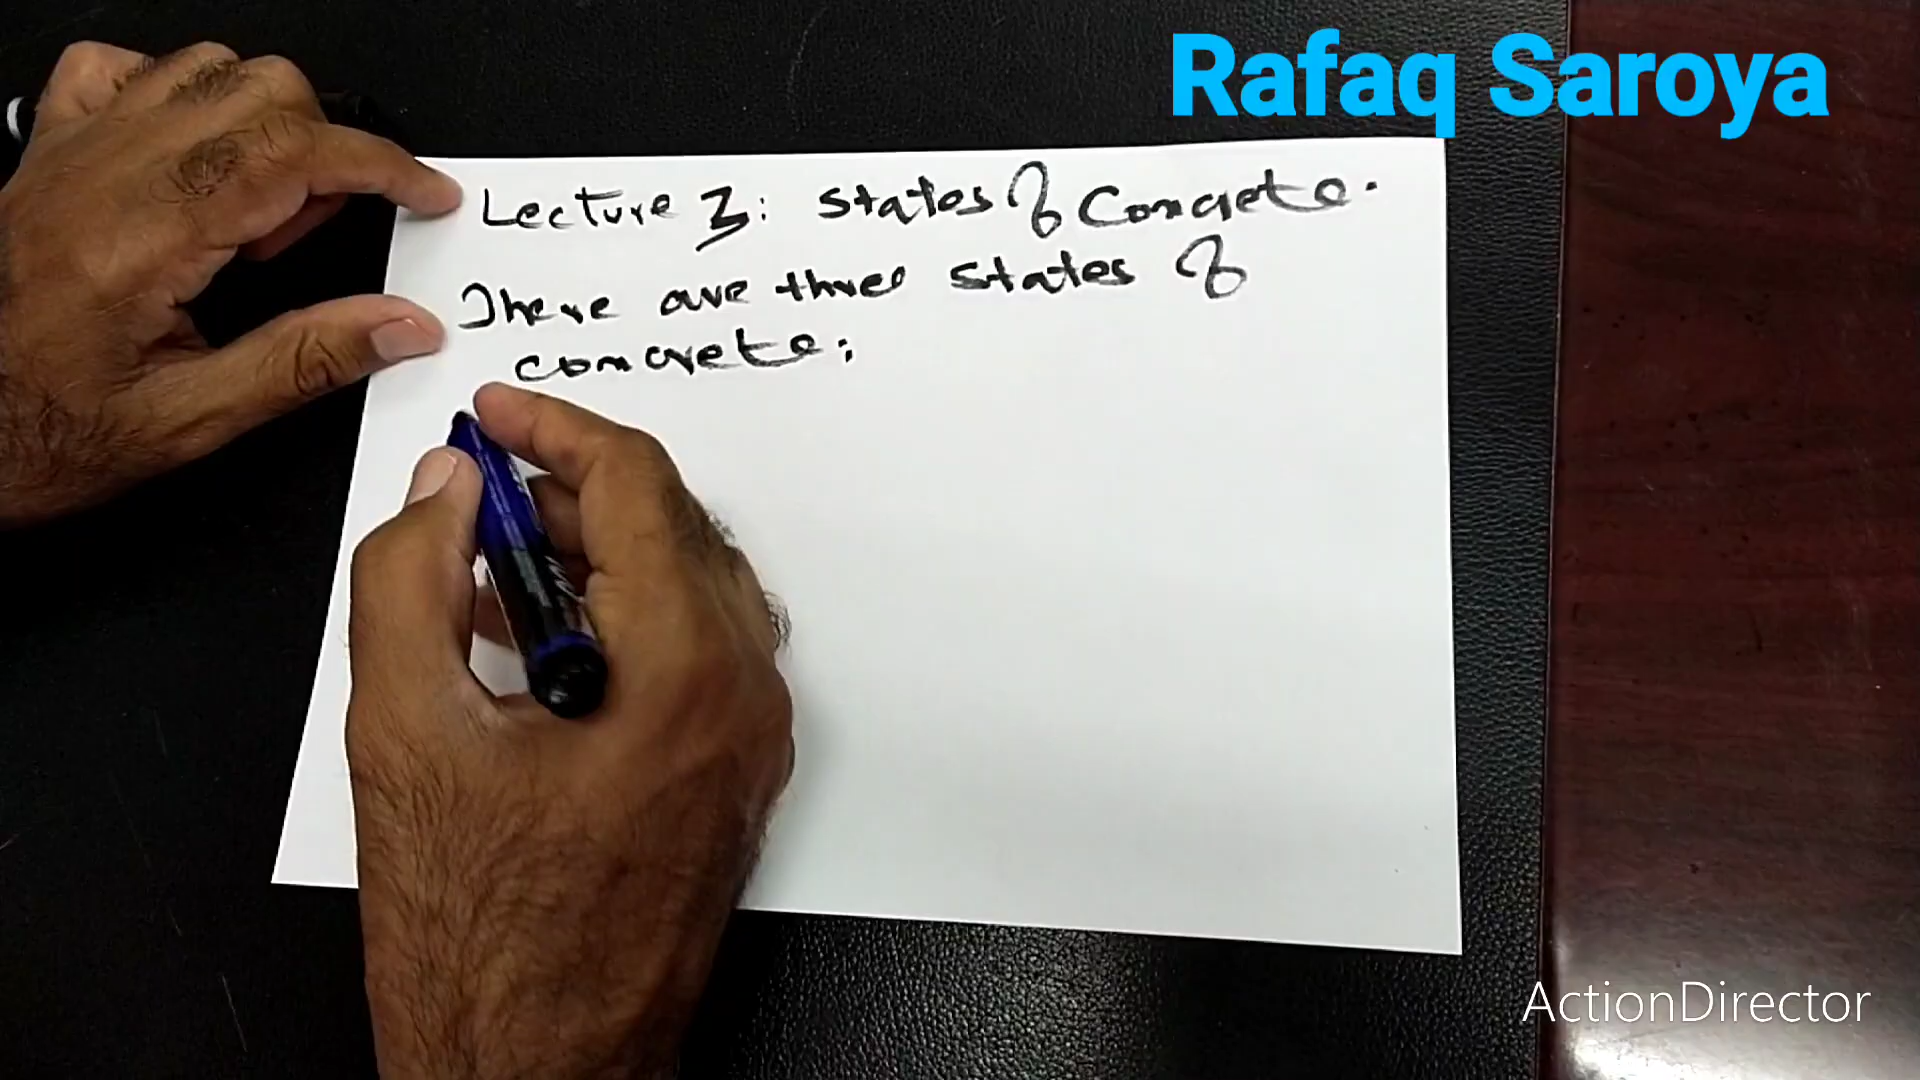 Rafaq Saroya
Lecture 3: States of Concrete.
There are three states of
concrete:
ActionDirector